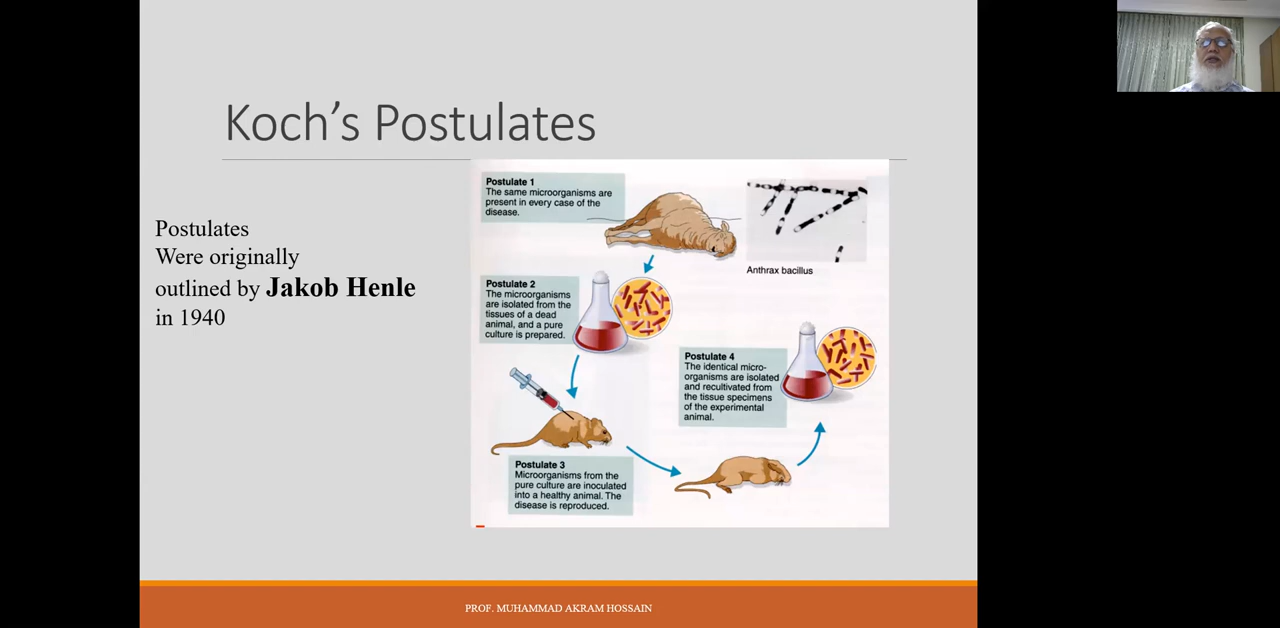 Koch's Postulates
Postulates
Were originally
outlined by Jakob Henle
in 1940
Postulate 1
The same microorganisms are
present in every case of the
disease.
Anthrax bacillus
Postulate 2
The microorganisms
are isolated from the
tissues of a dead
animal, and a pure
culture is prepared.
Postulate 4
The identical micro-
organisms are isolated
and recultivated from
the tissue specimens
of the experimental
animal.
Postulate 3
Microorganisms from the
pure culture are inoculated
into a healthy animal. The
disease is reproduced.
PROF. MUHAMMAD AKRAM HOSSAIN